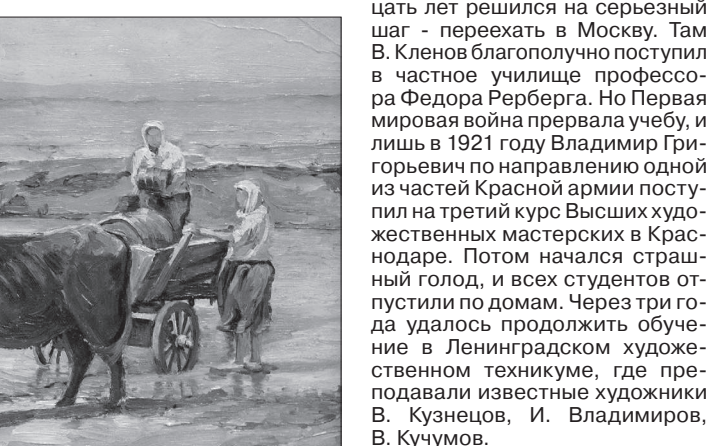 цать лет решился на серьезный
шаг - переехать в Москву. Там
В. Кленов благополучно поступил
в частное училище профессо-
ра Федора Рерберга. Но Первая
мировая война прервала учебу, и
лишь в 1921 году Владимир Гри-
горьевич по направлению одной
из частей Красной армии посту-
пил на третий курс Высших худо-
жественных мастерских в Крас-
нодаре. Потом начался страш-
ный голод, и всех студентов от-
пустили по домам. Через три го-
да удалось продолжить обуче-
ние в Ленинградском художе-
ственном техникуме, где пре-
подавали известные художники
В. Кузнецов, И. Владимиров,
В. Кучумов.